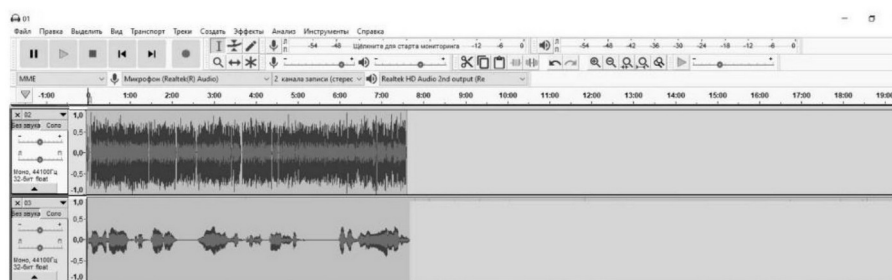 01
Файл Правка Выделить Вид Транспорт Треки Создать Эффекты Анализ Инструменты Справка
Л П -54 -48 Щёлкните для старта мониторинга -12 -6 0 Л П -54 -48 -42 -36 -30 -24 -18 -12 -6 0
MME Микрофон (Realtek(R) Audio) 2 канала записи (стерео Realtek HD Audio 2nd output (Re
-1:00 0 1:00 2:00 3:00 4:00 5:00 6:00 7:00 8:00 9:00 10:00 11:00 12:00 13:00 14:00 15:00 16:00 17:00 18:00 19:00
× 02 1,0
Без звука Соло 0,5
- + 
Л П 0,0
Моно, 44100Гц -0,5
32-бит float
-1,0
× 03 1,0
Без звука Соло 0,5
- +
Л П 0,0
Моно, 44100Гц -0,5
32-бит float
-1,0